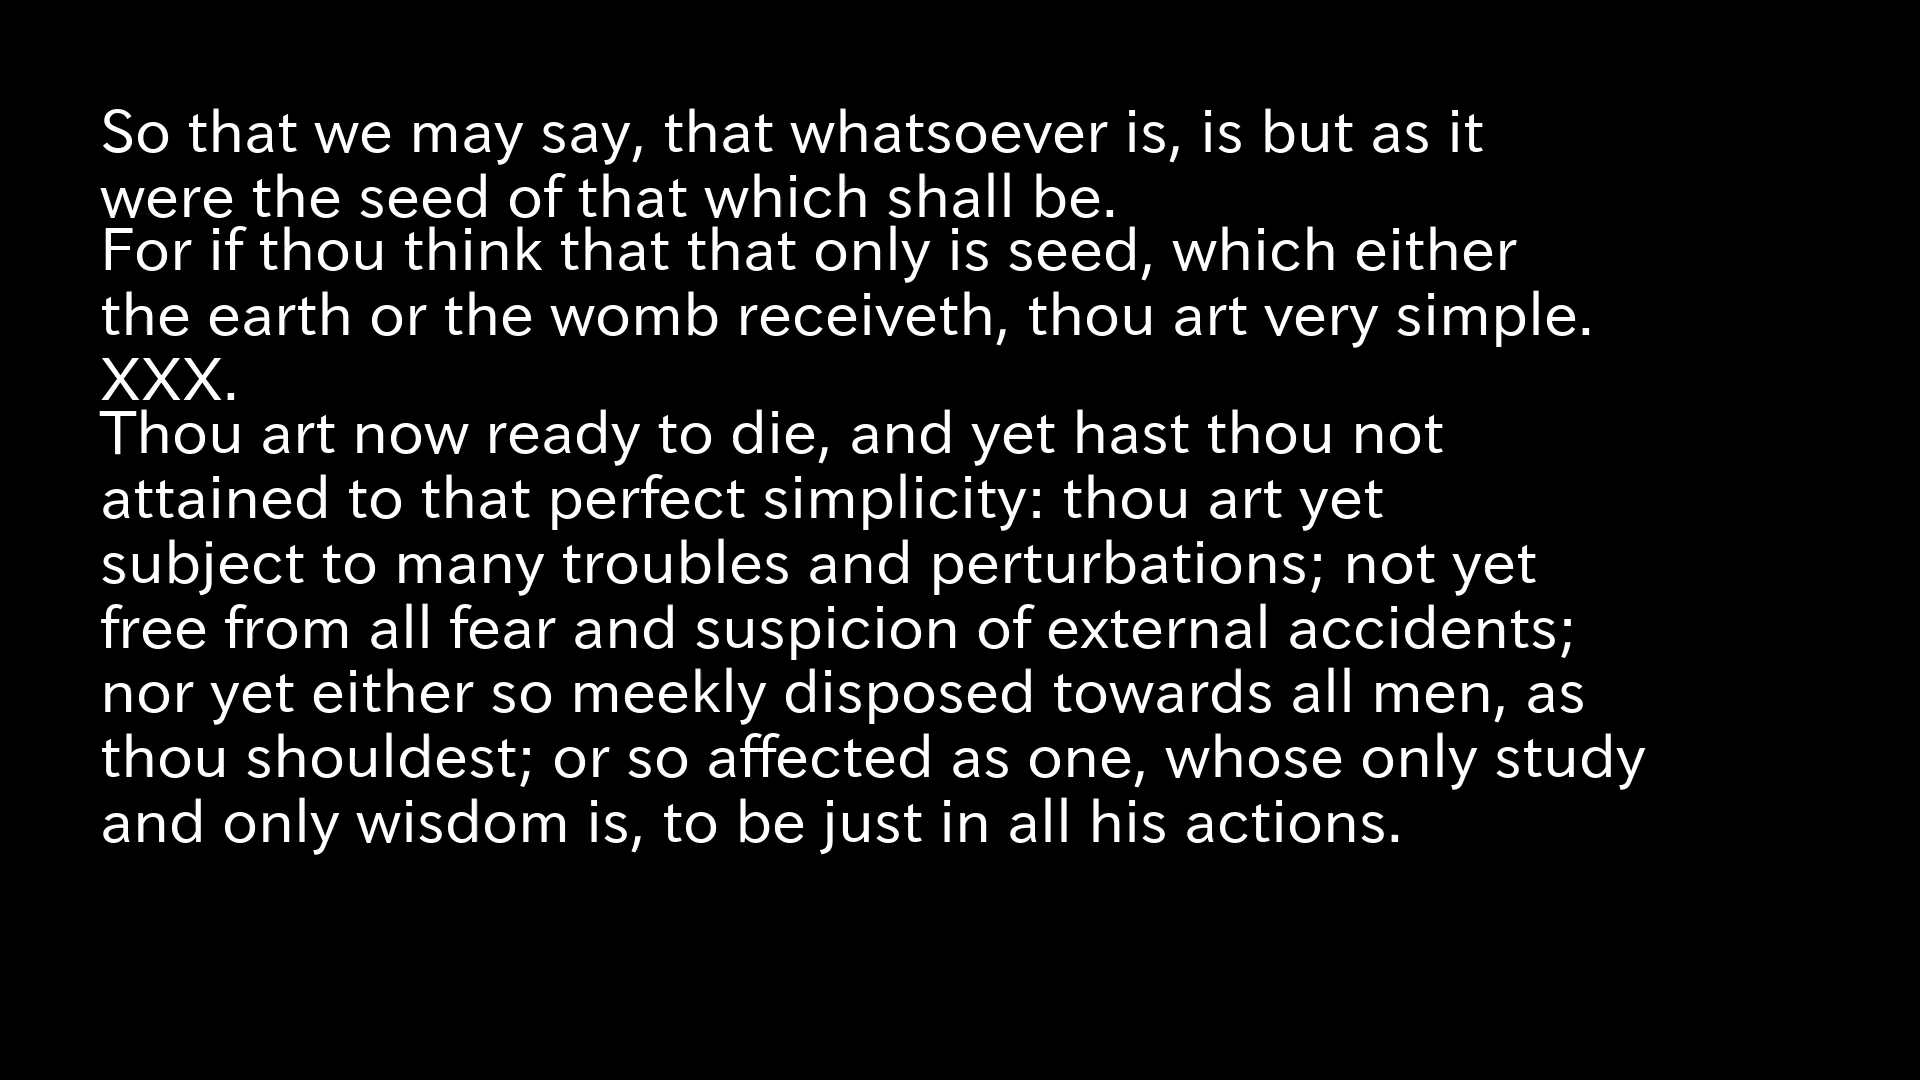 So that we may say, that whatsoever is, is but as it
were the seed of that which shall be.
For if thou think that that only is seed, which either
the earth or the womb receiveth, thou art very simple.
XXX.
Thou art now ready to die, and yet hast thou not
attained to that perfect simplicity: thou art yet
subject to many troubles and perturbations; not yet
free from all fear and suspicion of external accidents;
nor yet either so meekly disposed towards all men, as
thou shouldest; or so affected as one, whose only study
and only wisdom is, to be just in all his actions.